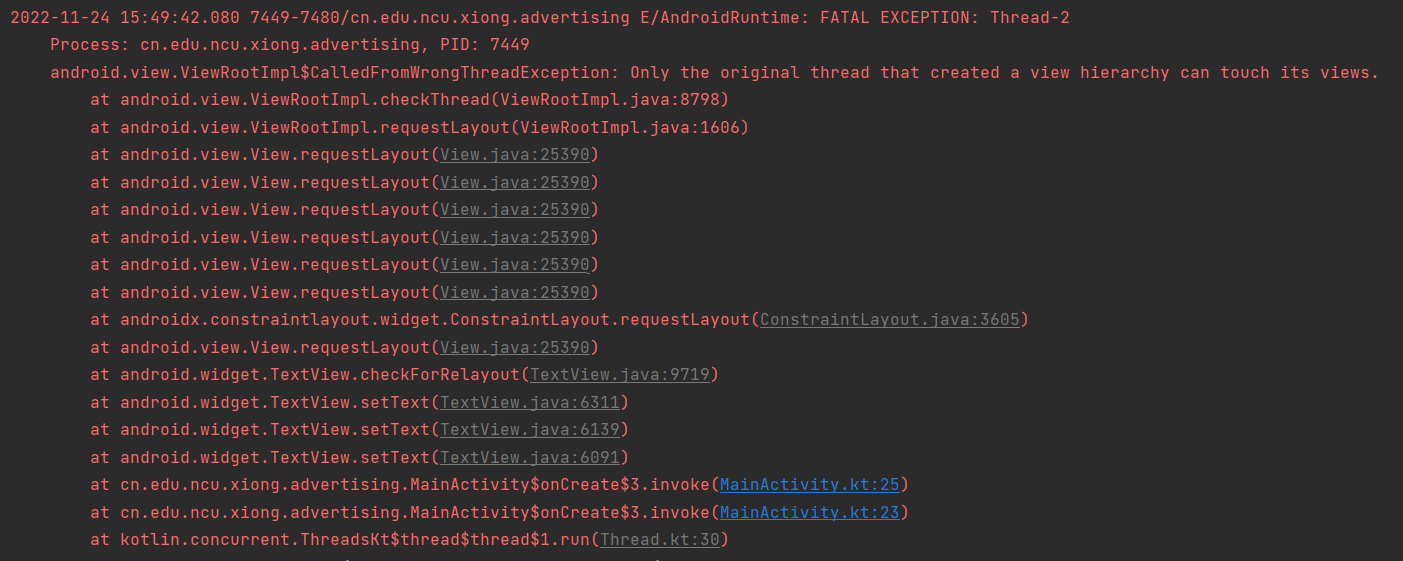 2022-11-24 15:49:42.080 7449-7480/cn.edu.ncu.xiong.advertising E/AndroidRuntime: FATAL EXCEPTION: Thread-2
Process: cn.edu.ncu.xiong.advertising, PID: 7449
android.view.ViewRootImpl$CalledFromWrongThreadException: Only the original thread that created a view hierarchy can touch its views.
at android.view.ViewRootImpl.checkThread(ViewRootImpl.java:8798)
at android.view.ViewRootImpl.requestLayout(ViewRootImpl.java:1606)
at android.view.View.requestLayout(View.java:25390)
at android.view.View.requestLayout(View.java:25390)
at android.view.View.requestLayout(View.java:25390)
at android.view.View.requestLayout(View.java:25390)
at android.view.View.requestLayout(View.java:25390)
at android.view.View.requestLayout(View.java:25390)
at androidx.constraintlayout.widget.ConstraintLayout.requestLayout(ConstraintLayout.java:3605)
at android.view.View.requestLayout(View.java:25390)
at android.widget.TextView.checkForRelayout(TextView.java:9719)
at android.widget.TextView.setText(TextView.java:6311)
at android.widget.TextView.setText(TextView.java:6139)
at android.widget.TextView.setText(TextView.java:6091)
at cn.edu.ncu.xiong.advertising.MainActivity$onCreate$3.invoke(MainActivity.kt:25)
at cn.edu.ncu.xiong.advertising.MainActivity$onCreate$3.invoke(MainActivity.kt:23)
at kotlin.concurrent.ThreadsKt$thread$thread$1.run(Thread.kt:30)